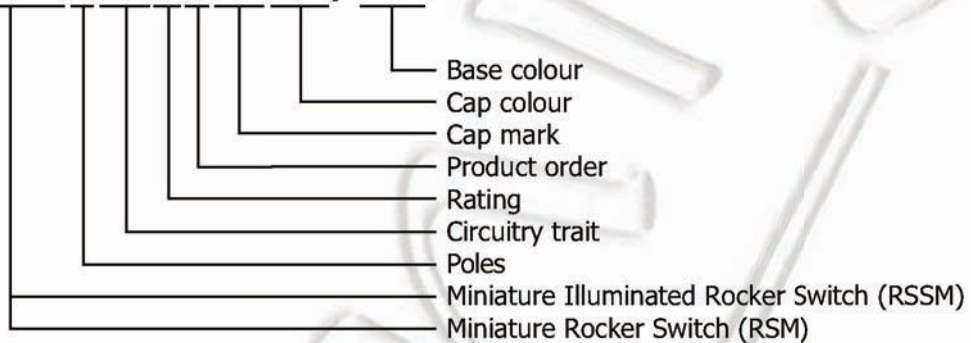 Base colour
Cap colour
Cap mark
Product order
Rating
Circuitry trait
Poles
Miniature Illuminated Rocker Switch (RSSM)
Miniature Rocker Switch (RSM)